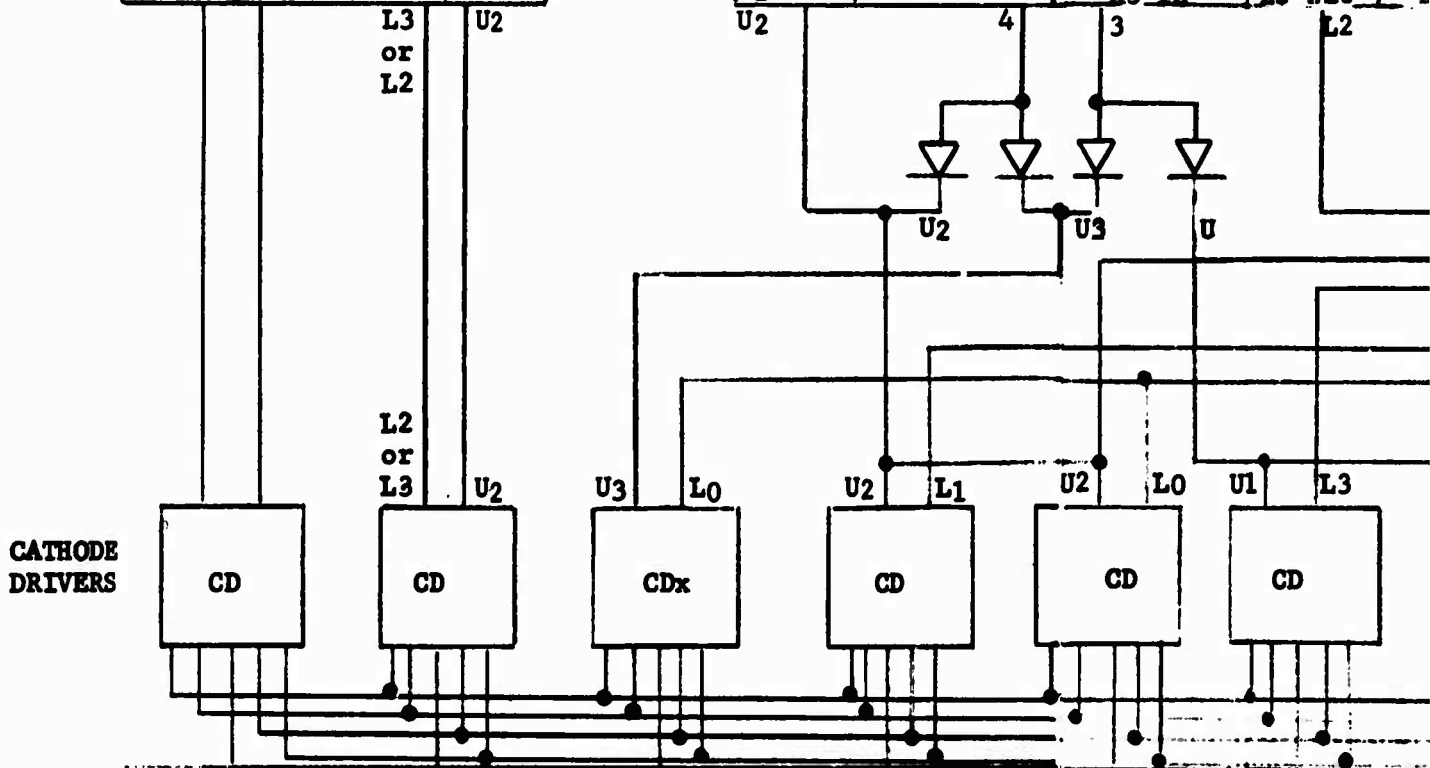 L3 U2 U2 4 3 L2
or
L2
U2 U3 U
L2
or
L3 U2 U3 L0 U2 L1 U2 L0 U1 L3
CATHODE
DRIVERS CD CD CDx CD CD CD